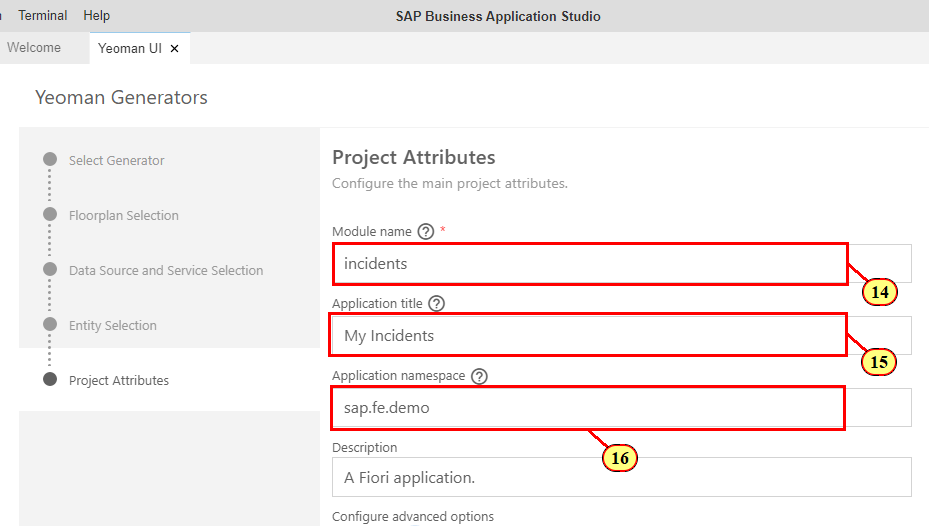 Terminal Help SAP Business Application Studio
Welcome Yeoman UI ×
Yeoman Generators
Select Generator
Floorplan Selection
Data Source and Service Selection
Entity Selection
Project Attributes
Project Attributes
Configure the main project attributes.
Module name ? *
incidents
14
Application title ?
My Incidents
15
Application namespace ?
sap.fe.demo
16
Description
A Fiori application.
Configure advanced options